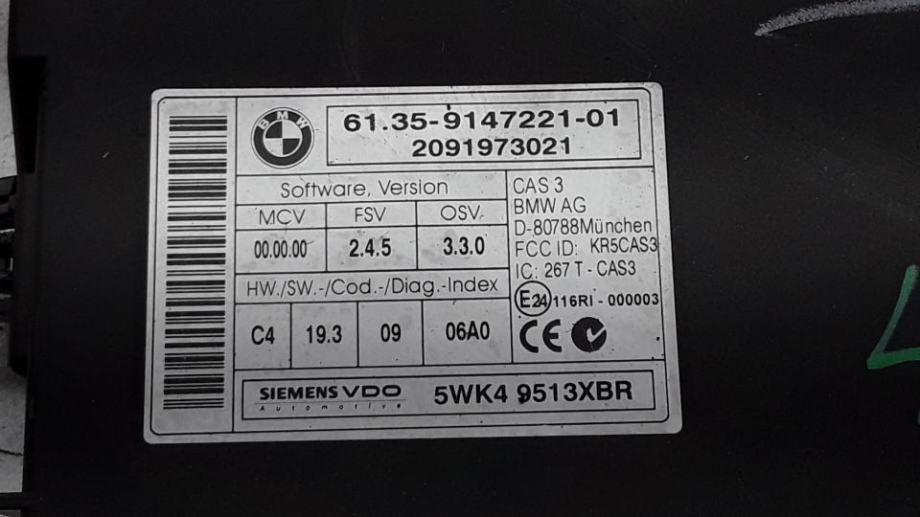 BMW
61.35-9147221-01
2091973021
Software, Version
MCV FSV OSV
00.00.00 2.4.5 3.3.0
HW./SW.-/Cod.-/Diag.-Index
C4 19.3 09 06A0
CAS 3
BMW AG
D-80788München
FCC ID: KR5CAS3
IC: 267 T - CAS3
E24 116RI - 000003
CE
SIEMENS VDO
Automotive
5WK4 9513XBR